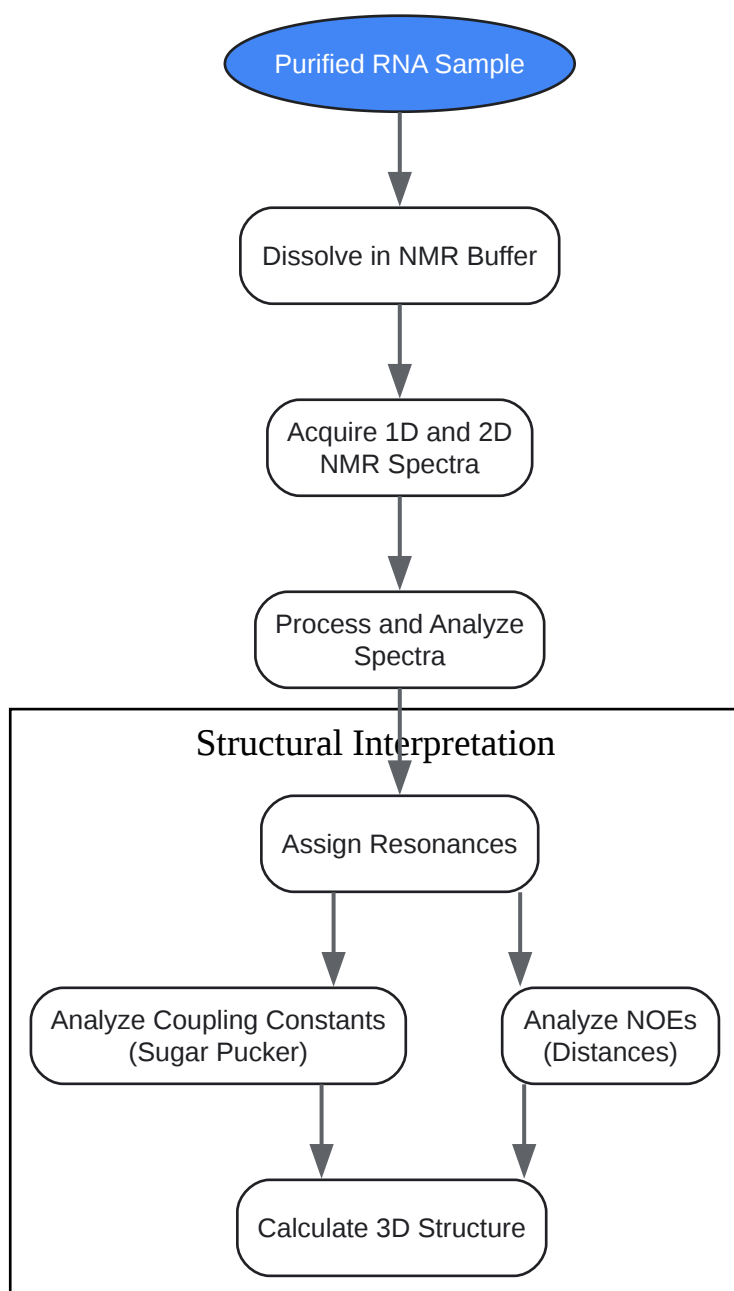 Purified RNA Sample
Dissolve in NMR Buffer
Acquire 1D and 2D
NMR Spectra
Process and Analyze
Spectra
Structural Interpretation
Assign Resonances
Analyze Coupling Constants
(Sugar Pucker)
Analyze NOEs
(Distances)
Calculate 3D Structure